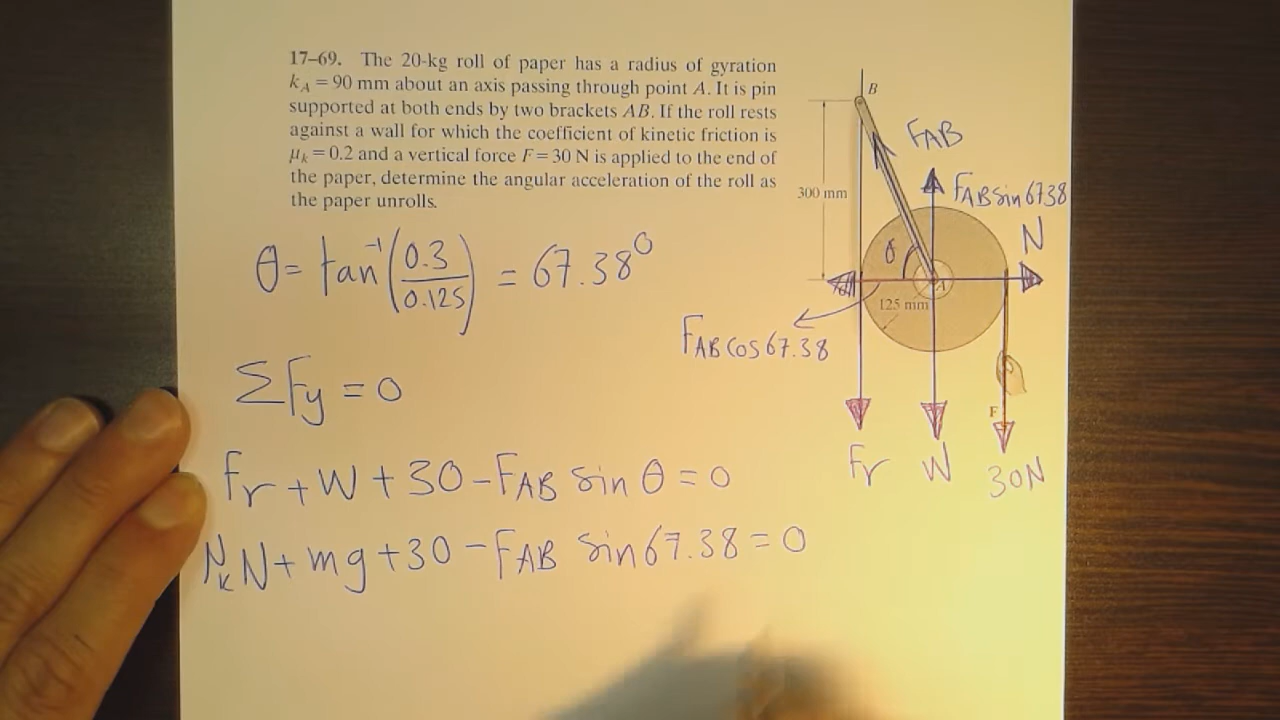 17–69. The 20-kg roll of paper has a radius of gyration
kA = 90 mm about an axis passing through point A. It is pin
supported at both ends by two brackets AB. If the roll rests
against a wall for which the coefficient of kinetic friction is
μk = 0.2 and a vertical force F = 30 N is applied to the end of
the paper, determine the angular acceleration of the roll as
the paper unrolls.
B
FAB
300 mm
FAB sin 67.38
N
θ
A
125 mm
FAB cos 67.38
F
Fr
W
30N
θ = tan⁻¹(0.3/0.125) = 67.38⁰
ΣFy = 0
Fr + W + 30 - FAB sin θ = 0
NkN + mg + 30 - FAB sin 67.38 = 0